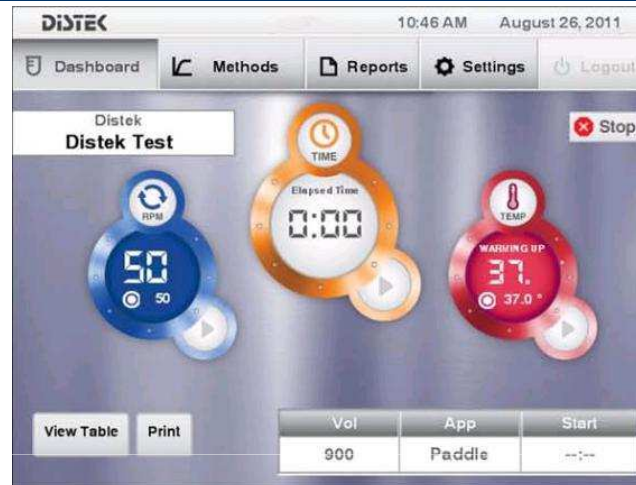 DiSTEK 10:46 AM August 26, 2011
Dashboard Methods Reports Settings Logout
Distek
Distek Test
Stop
TIME
Elapsed Time
0:00
RPM
50
50
TEMP
WARMING UP
37.
37.0 °
View Table Print
Vol App Start
900 Paddle --:--